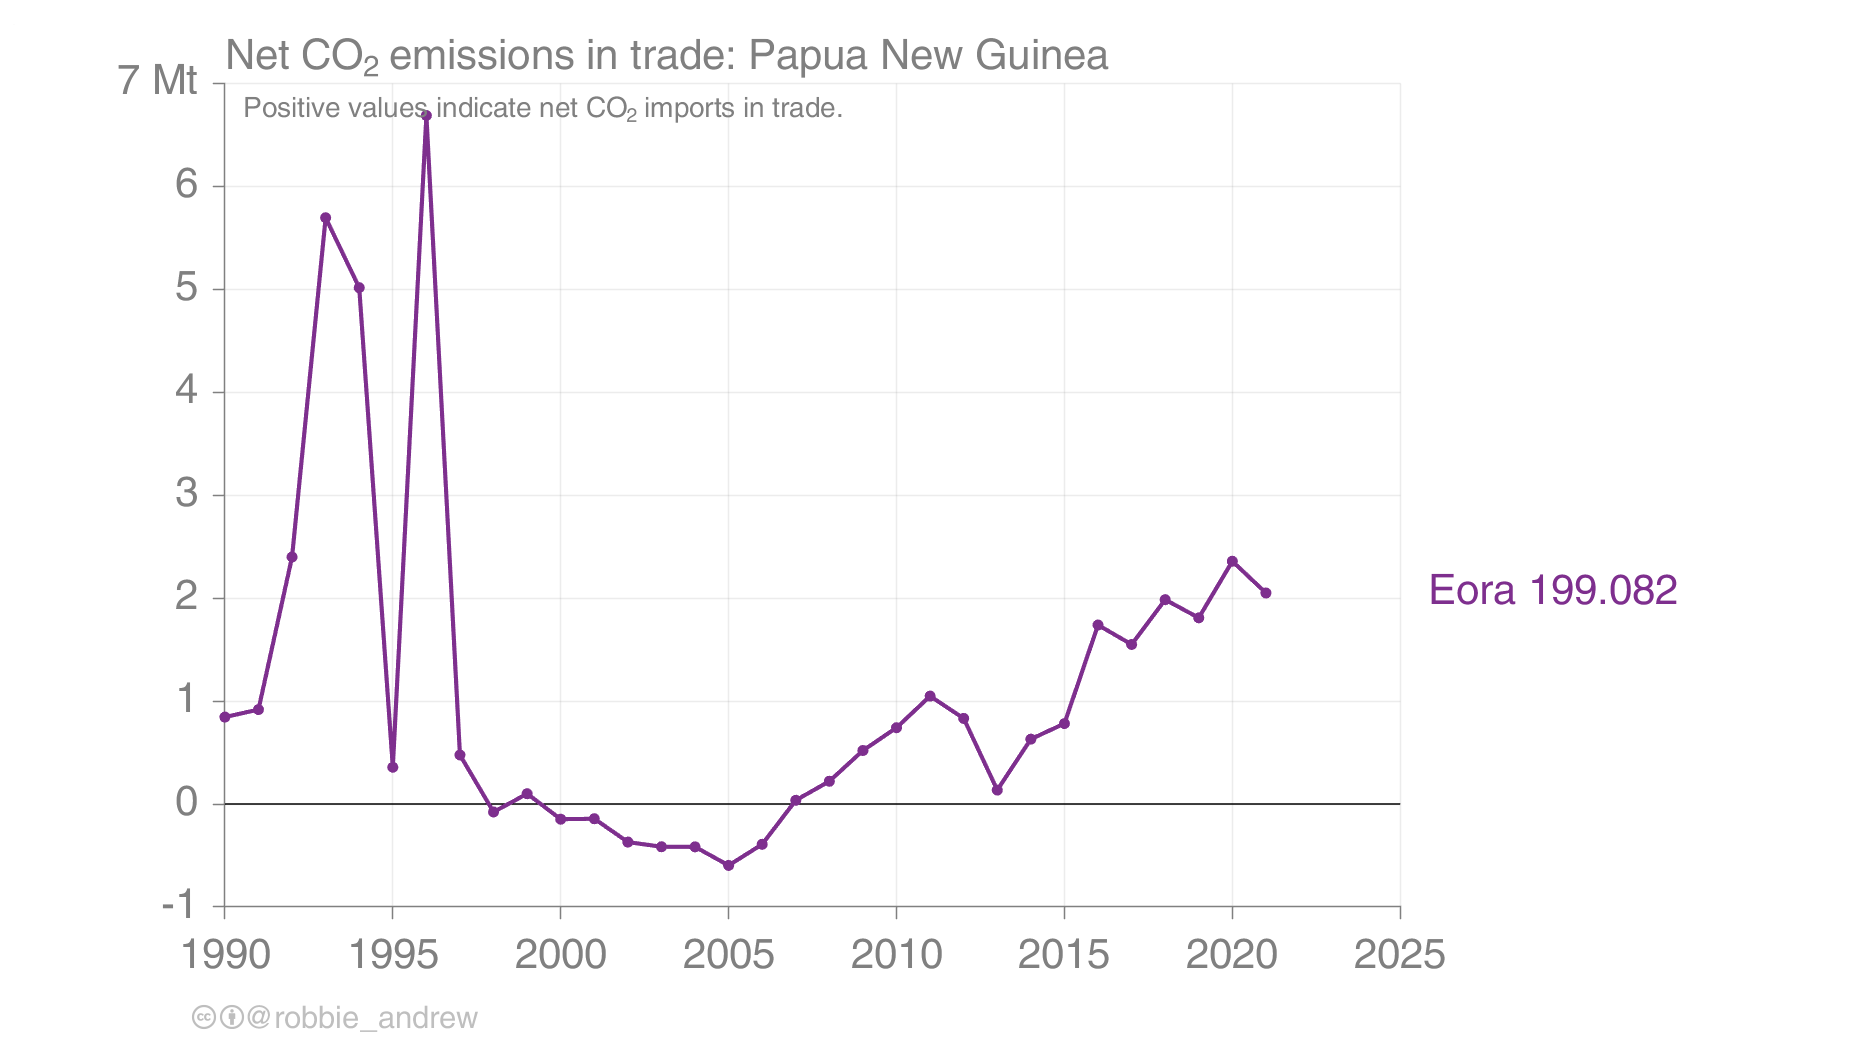 Net CO₂ emissions in trade: Papua New Guinea
7 Mt
Positive values indicate net CO₂ imports in trade.
6
5
4
3
2
Eora 199.082
1
0
-1
1990 1995 2000 2005 2010 2015 2020 2025
@robbie_andrew